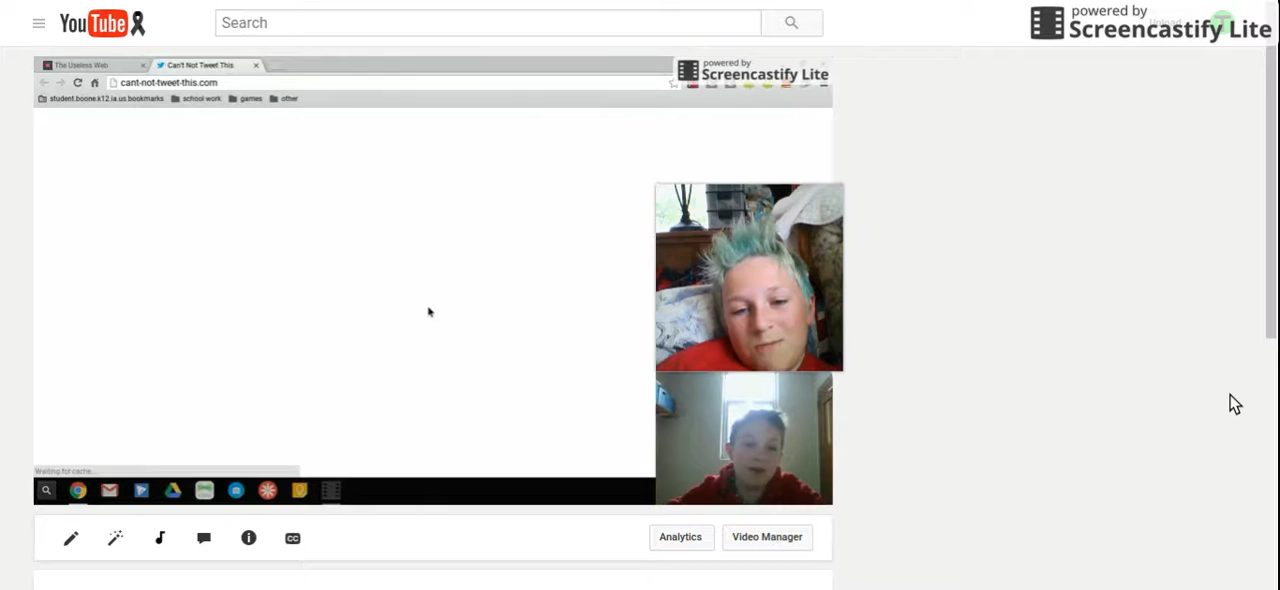 YouTube
Search
powered by
Screencastify Lite
The Useless Web
Can't Not Tweet This
powered by
Screencastify Lite
cant-not-tweet-this.com
student.boone.k12.ia.us.bookmarks school work games other
Waiting for cache...
CC
Analytics
Video Manager